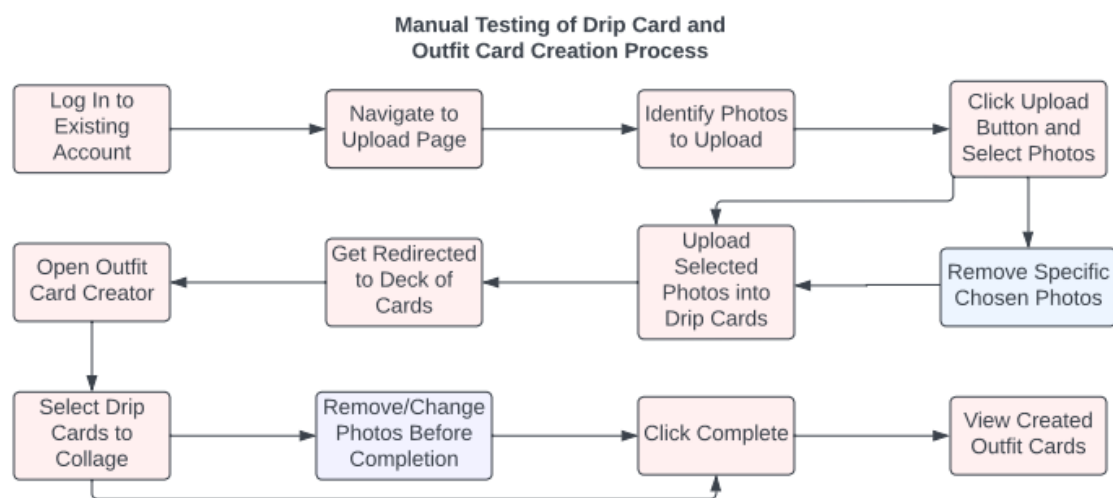 Manual Testing of Drip Card and
Outfit Card Creation Process
Log In to
Existing
Account
Navigate to
Upload Page
Identify Photos
to Upload
Click Upload
Button and
Select Photos
Open Outfit
Card Creator
Get Redirected
to Deck of
Cards
Upload
Selected
Photos into
Drip Cards
Remove Specific
Chosen Photos
Select Drip
Cards to
Collage
Remove/Change
Photos Before
Completion
Click Complete
View Created
Outfit Cards